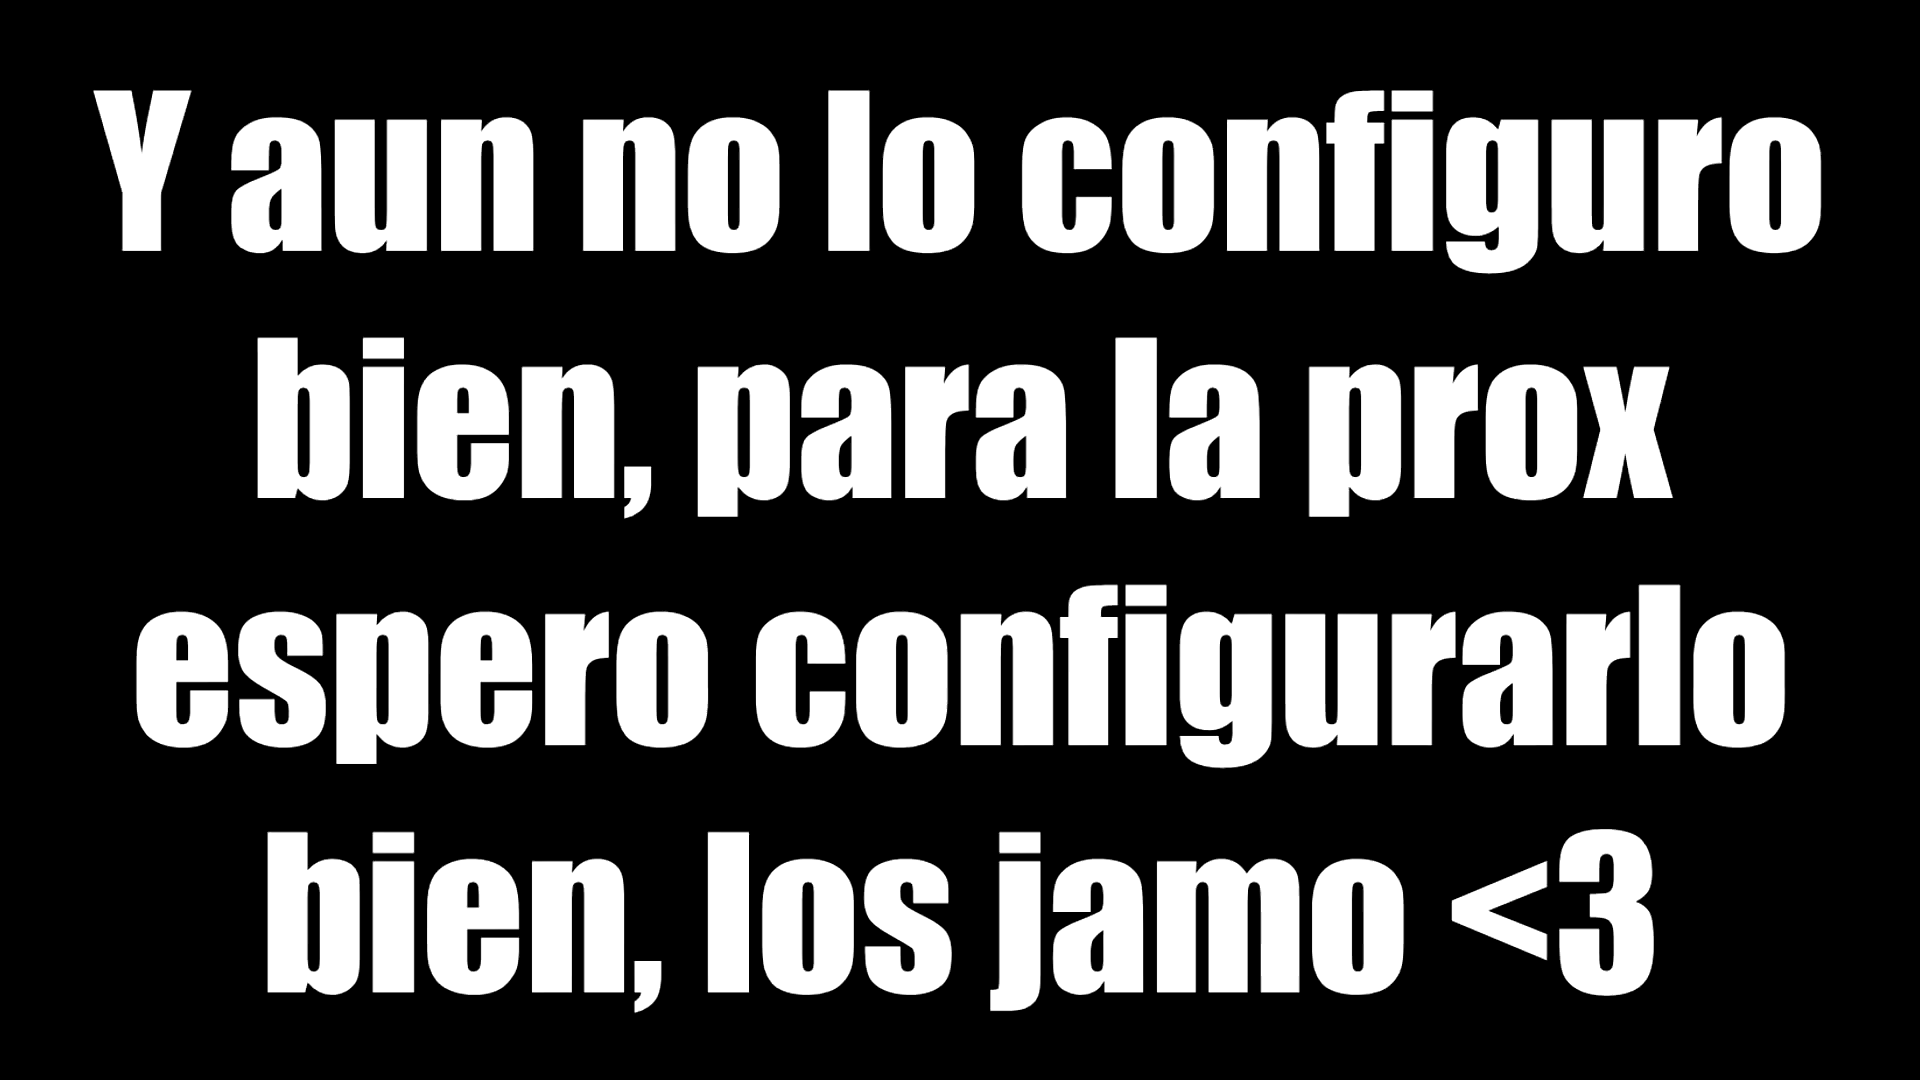 Y aun no lo configuro
bien, para la prox
espero configurarlo
bien, los jamo <3